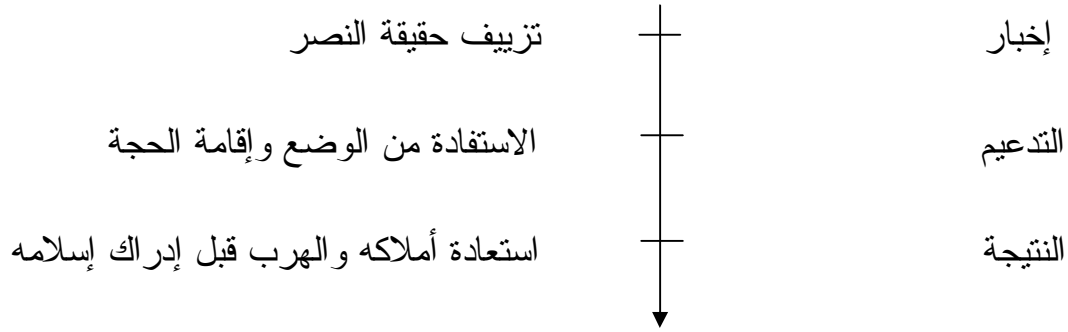 إخبار تزييف حقيقة النصر
التدعيم الاستفادة من الوضع وإقامة الحجة
النتيجة استعادة أملاكه والهرب قبل إدراك إسلامه